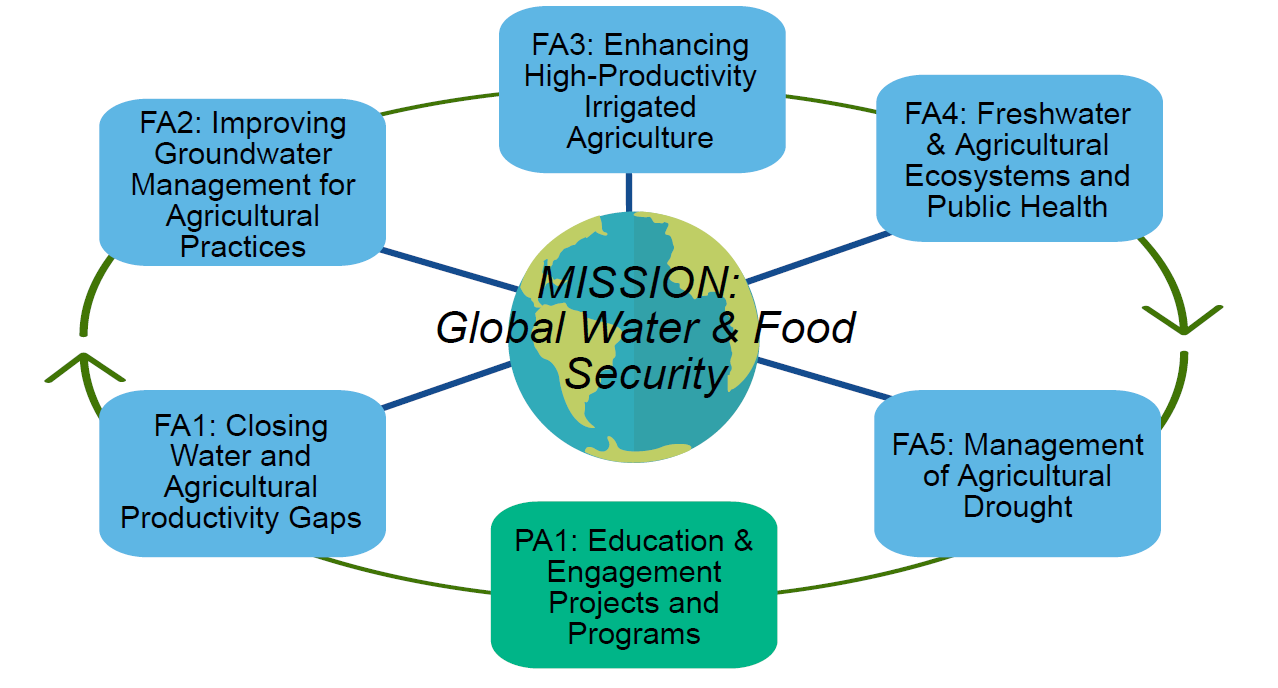 FA3: Enhancing
High-Productivity
Irrigated
Agriculture
FA2: Improving
Groundwater
Management for
Agricultural
Practices
FA4: Freshwater
& Agricultural
Ecosystems and
Public Health
MISSION:
Global Water & Food
Security
FA1: Closing
Water and
Agricultural
Productivity Gaps
FA5: Management
of Agricultural
Drought
PA1: Education &
Engagement
Projects and
Programs